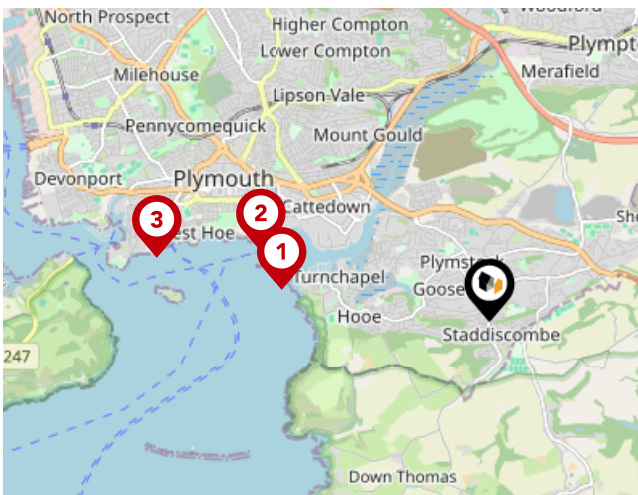 North Prospect
Higher Compton
Lower Compton
Plympt
Milehouse
Merafield
Lipson Vale
Pennycomequick
Mount Gould
Devonport
Plymouth
Cattedown
3
2
est Hoe
1
She
Plymstock
Turnchapel
Goose
Hooe
Staddiscombe
247
Down Thomas